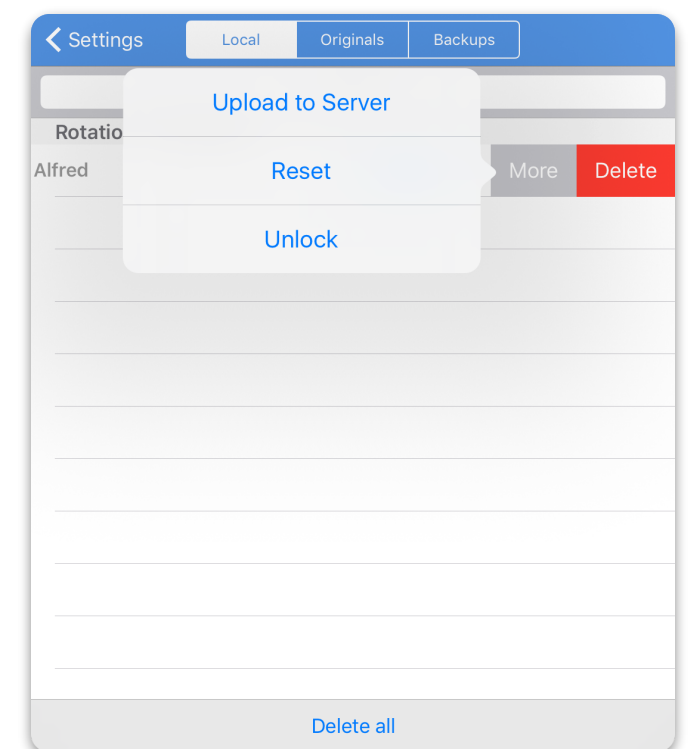 Settings
Local
Originals
Backups
Upload to Server
Rotatio
Alfred
Reset
More
Delete
Unlock
Delete all